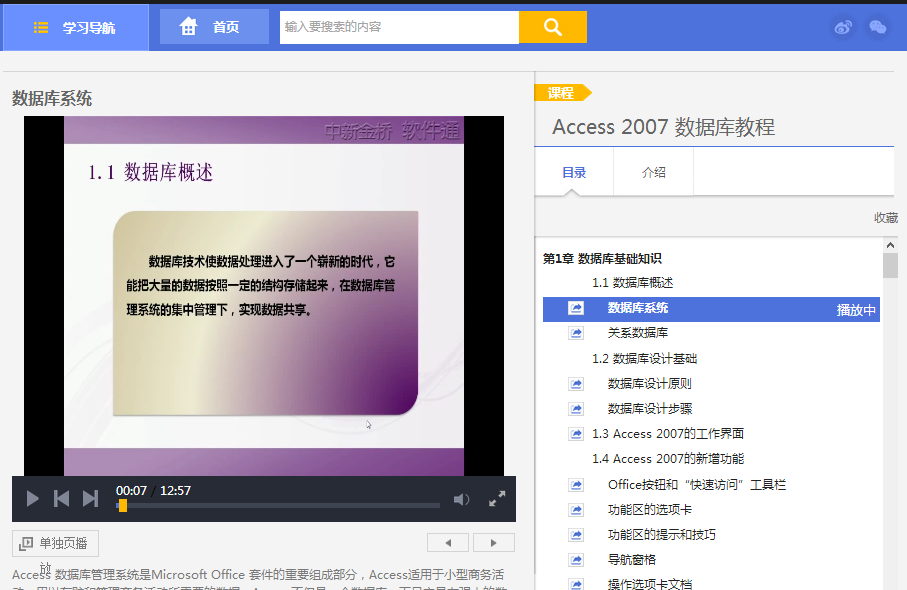 学习导航
首页
输入要搜索的内容
数据库系统
中新金桥 软件通
1.1 数据库概述
数据库技术使数据处理进入了一个崭新的时代，它
能把大量的数据按照一定的结构存储起来，在数据库管
理系统的集中管理下，实现数据共享。
00:07 / 12:57
单独页播
放
Access 数据库管理系统是Microsoft Office 套件的重要组成部分，Access适用于小型商务活
课程
Access 2007 数据库教程
目录
介绍
收藏
第1章 数据库基础知识
1.1 数据库概述
数据库系统
播放中
关系数据库
1.2 数据库设计基础
数据库设计原则
数据库设计步骤
1.3 Access 2007的工作界面
1.4 Access 2007的新增功能
Office按钮和“快速访问”工具栏
功能区的选项卡
功能区的提示和技巧
导航窗格
操作选项卡文档